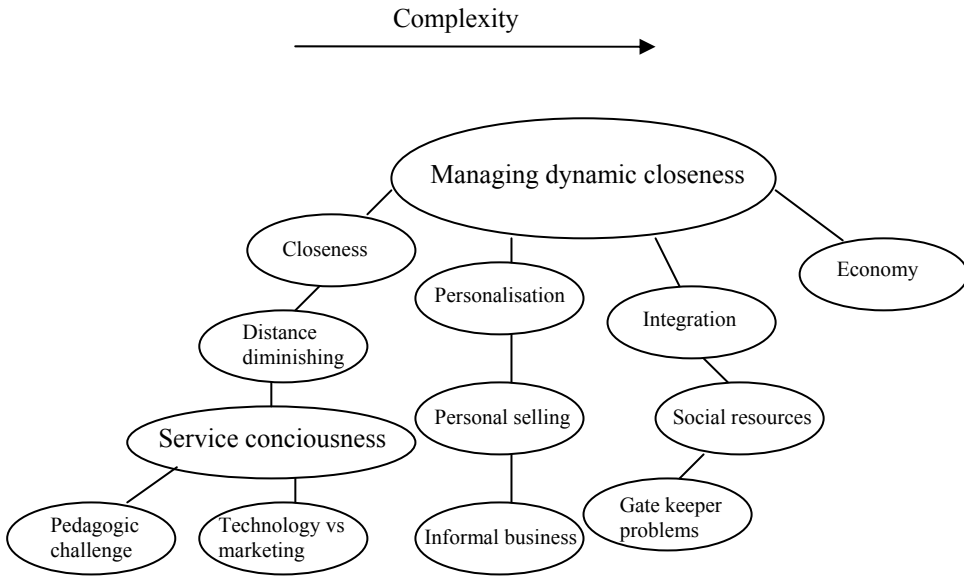 Complexity
Managing dynamic closeness
Closeness
Economy
Personalisation
Integration
Distance
diminishing
Personal selling
Social resources
Service conciousness
Gate keeper
problems
Pedagogic
challenge
Technology vs
marketing
Informal business